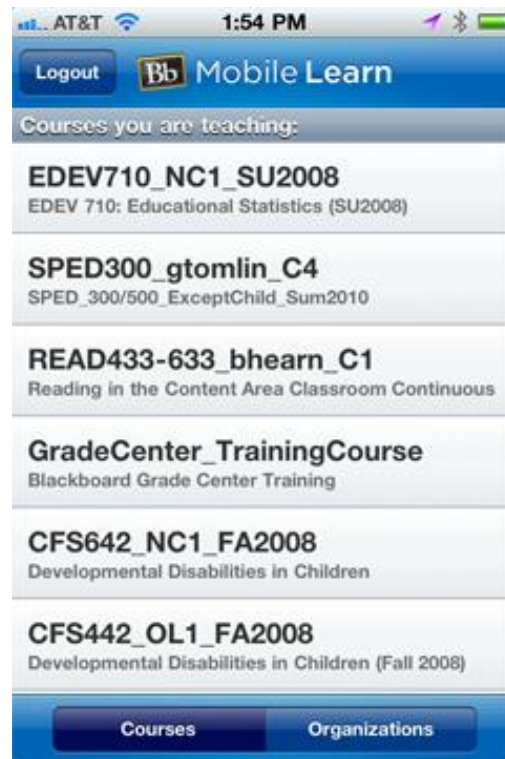 AT&T 1:54 PM
Logout Bb Mobile Learn
Courses you are teaching:
EDEV710_NC1_SU2008
EDEV 710: Educational Statistics (SU2008)
SPED300_gtomlin_C4
SPED_300/500_ExceptChild_Sum2010
READ433-633_bhearn_C1
Reading in the Content Area Classroom Continuous
GradeCenter_TrainingCourse
Blackboard Grade Center Training
CFS642_NC1_FA2008
Developmental Disabilities in Children
CFS442_OL1_FA2008
Developmental Disabilities in Children (Fall 2008)
Courses Organizations